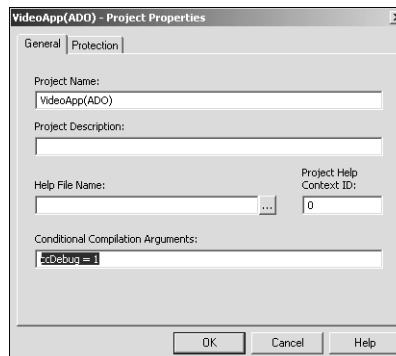 VideoApp(ADO) - Project Properties
General Protection
Project Name:
VideoApp(ADO)
Project Description:
Help File Name:
...
Project Help
Context ID:
0
Conditional Compilation Arguments:
ccDebug = 1
OK Cancel Help